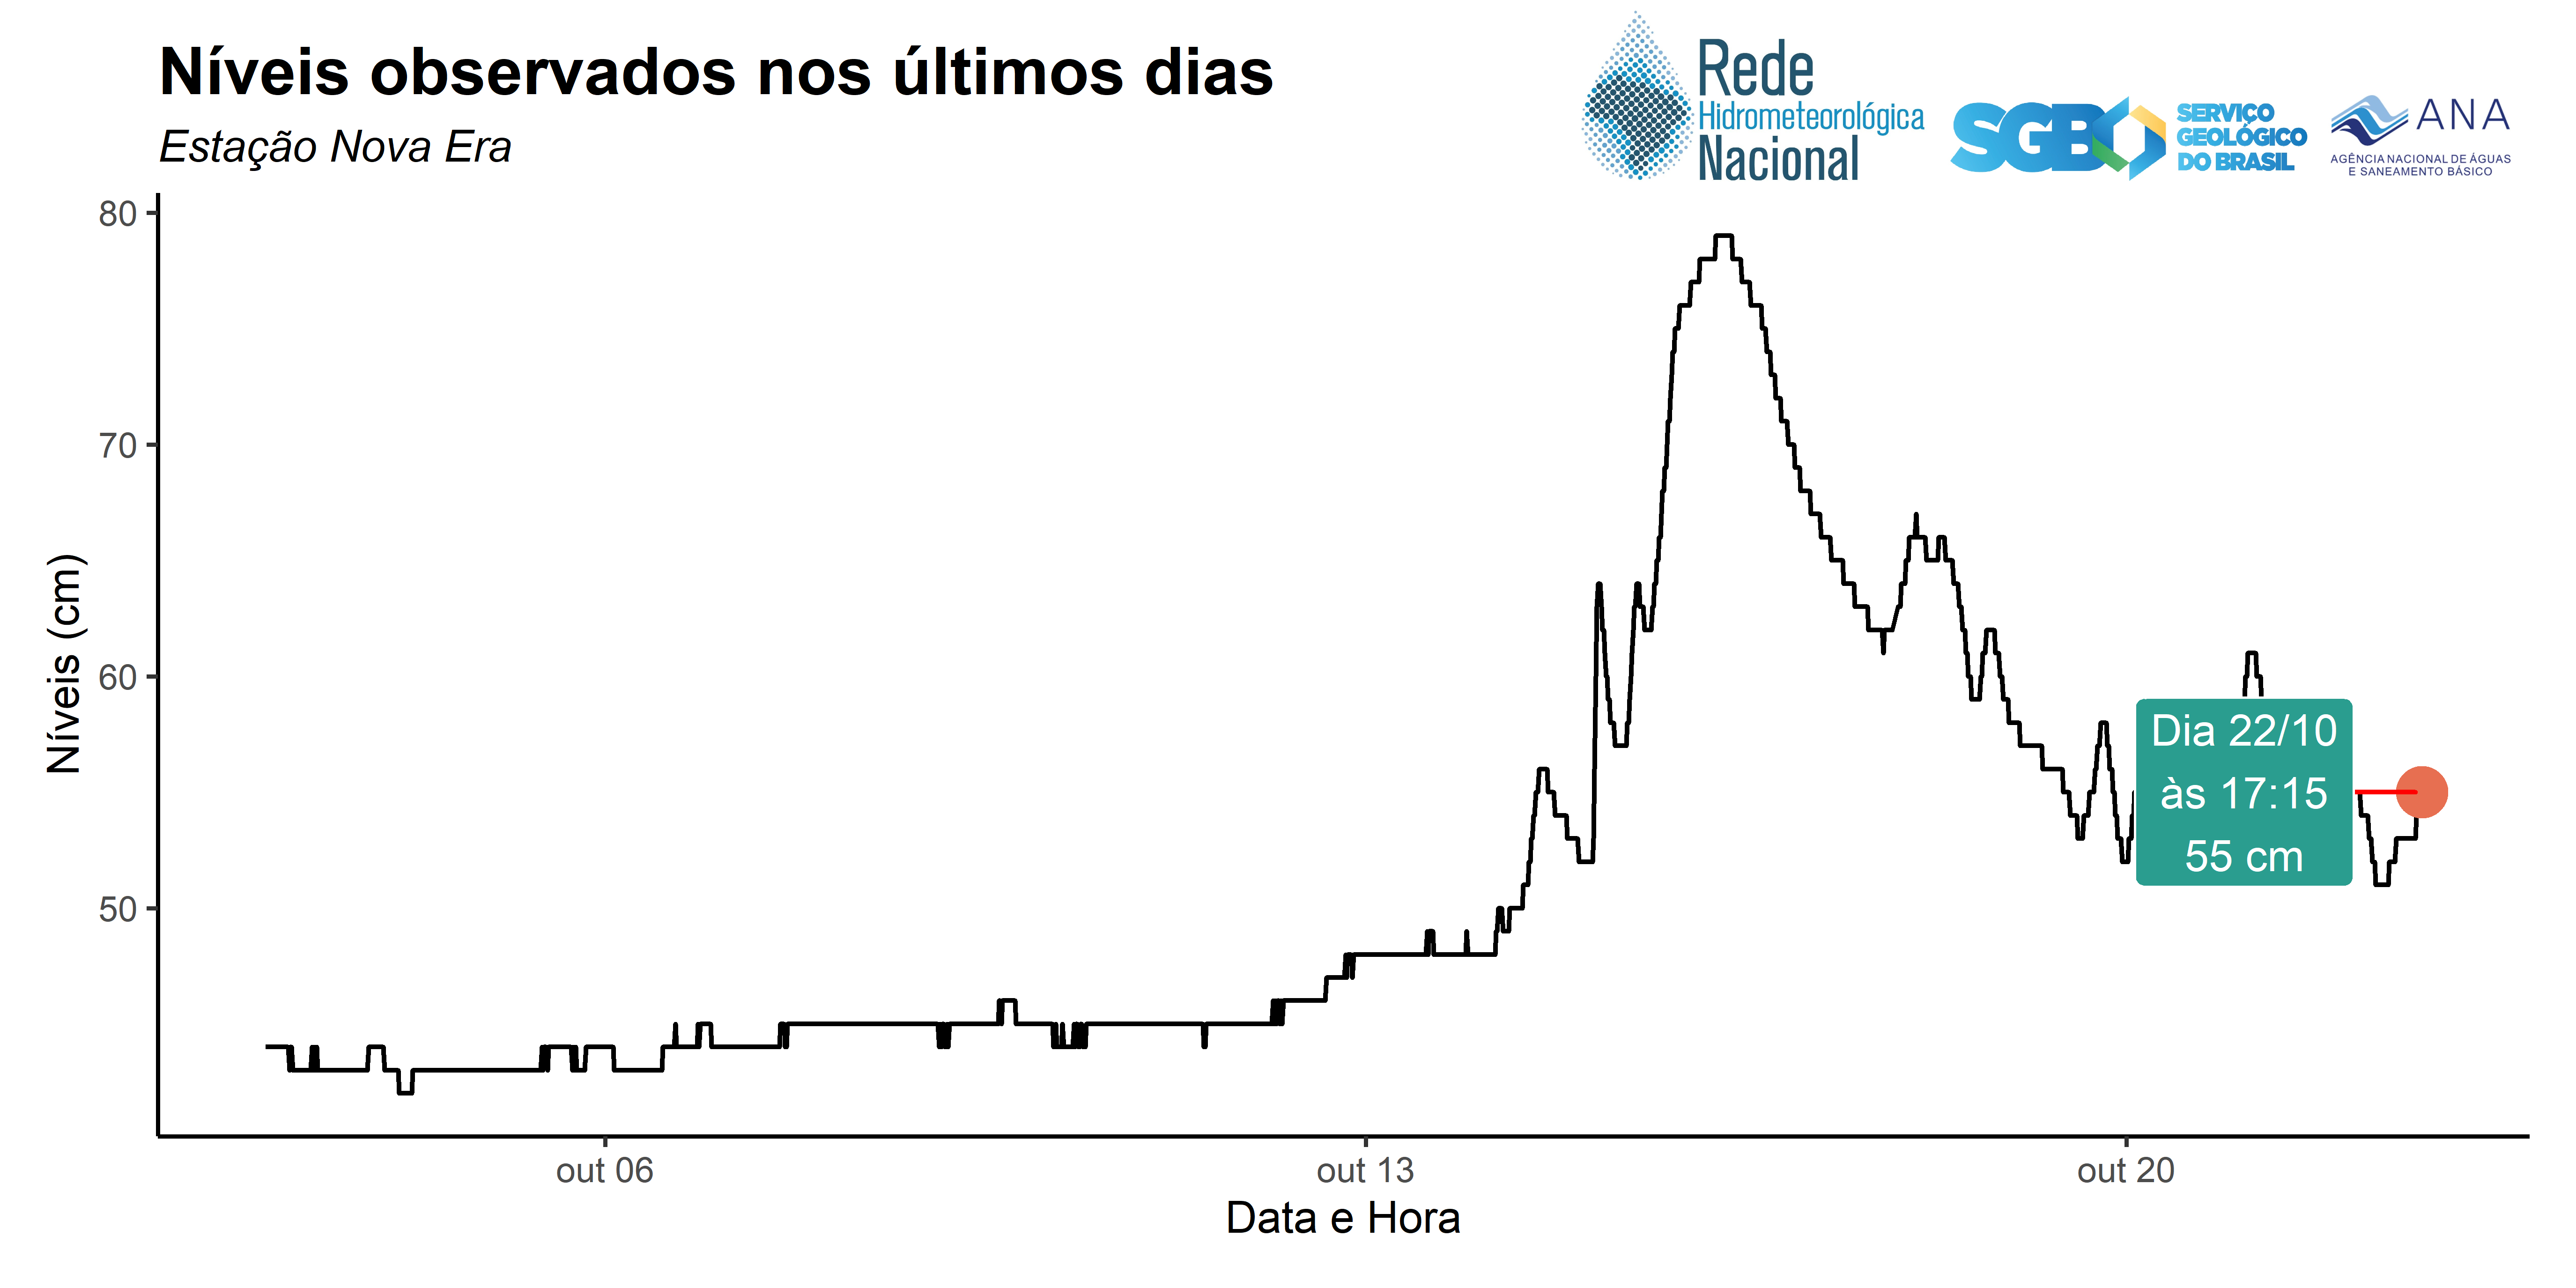 Níveis observados nos últimos dias
Estação Nova Era
Rede
Hidrometeorológica
Nacional
SGB
SERVIÇO
GEOLÓGICO
DO BRASIL
ANA
AGÊNCIA NACIONAL DE ÁGUAS
E SANEAMENTO BÁSICO
80
70
60
50
Níveis (cm)
Dia 22/10
às 17:15
55 cm
out 06
out 13
out 20
Data e Hora